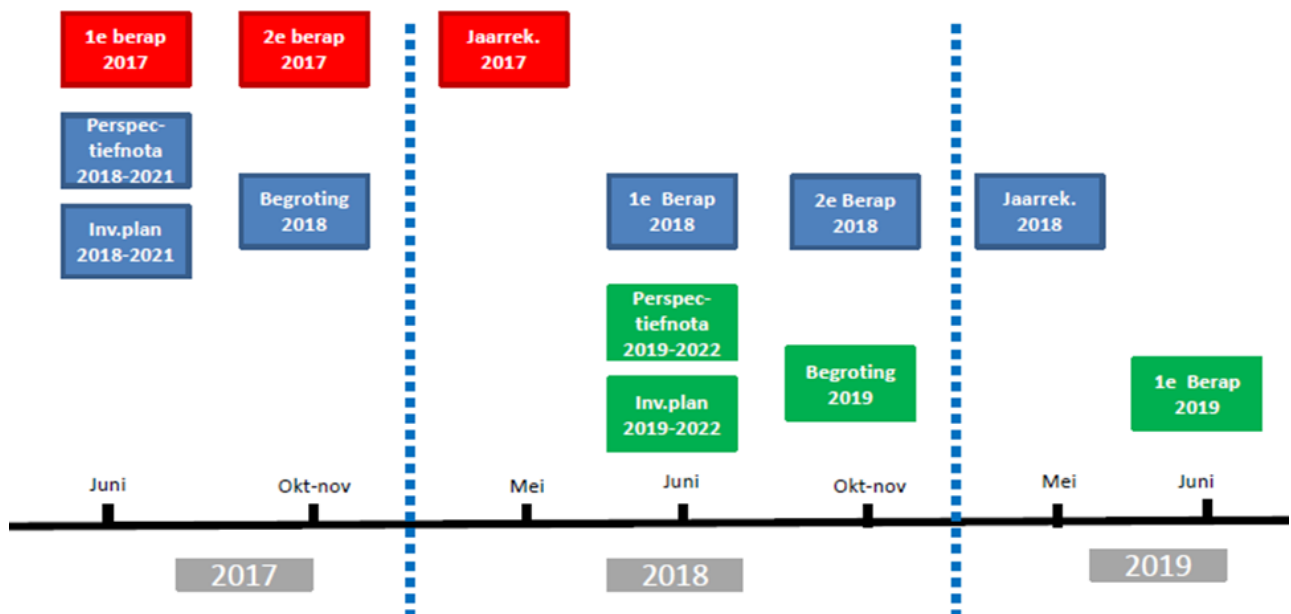 1e berap
2017
2e berap
2017
Jaarrek.
2017
Perspec-
tiefnota
2018-2021
Inv.plan
2018-2021
Begroting
2018
1e  Berap
2018
2e Berap
2018
Jaarrek.
2018
Perspec-
tiefnota
2019-2022
Inv.plan
2019-2022
Begroting
2019
1e  Berap
2019
Juni
Okt-nov
Mei
Juni
Okt-nov
Mei
Juni
2017
2018
2019